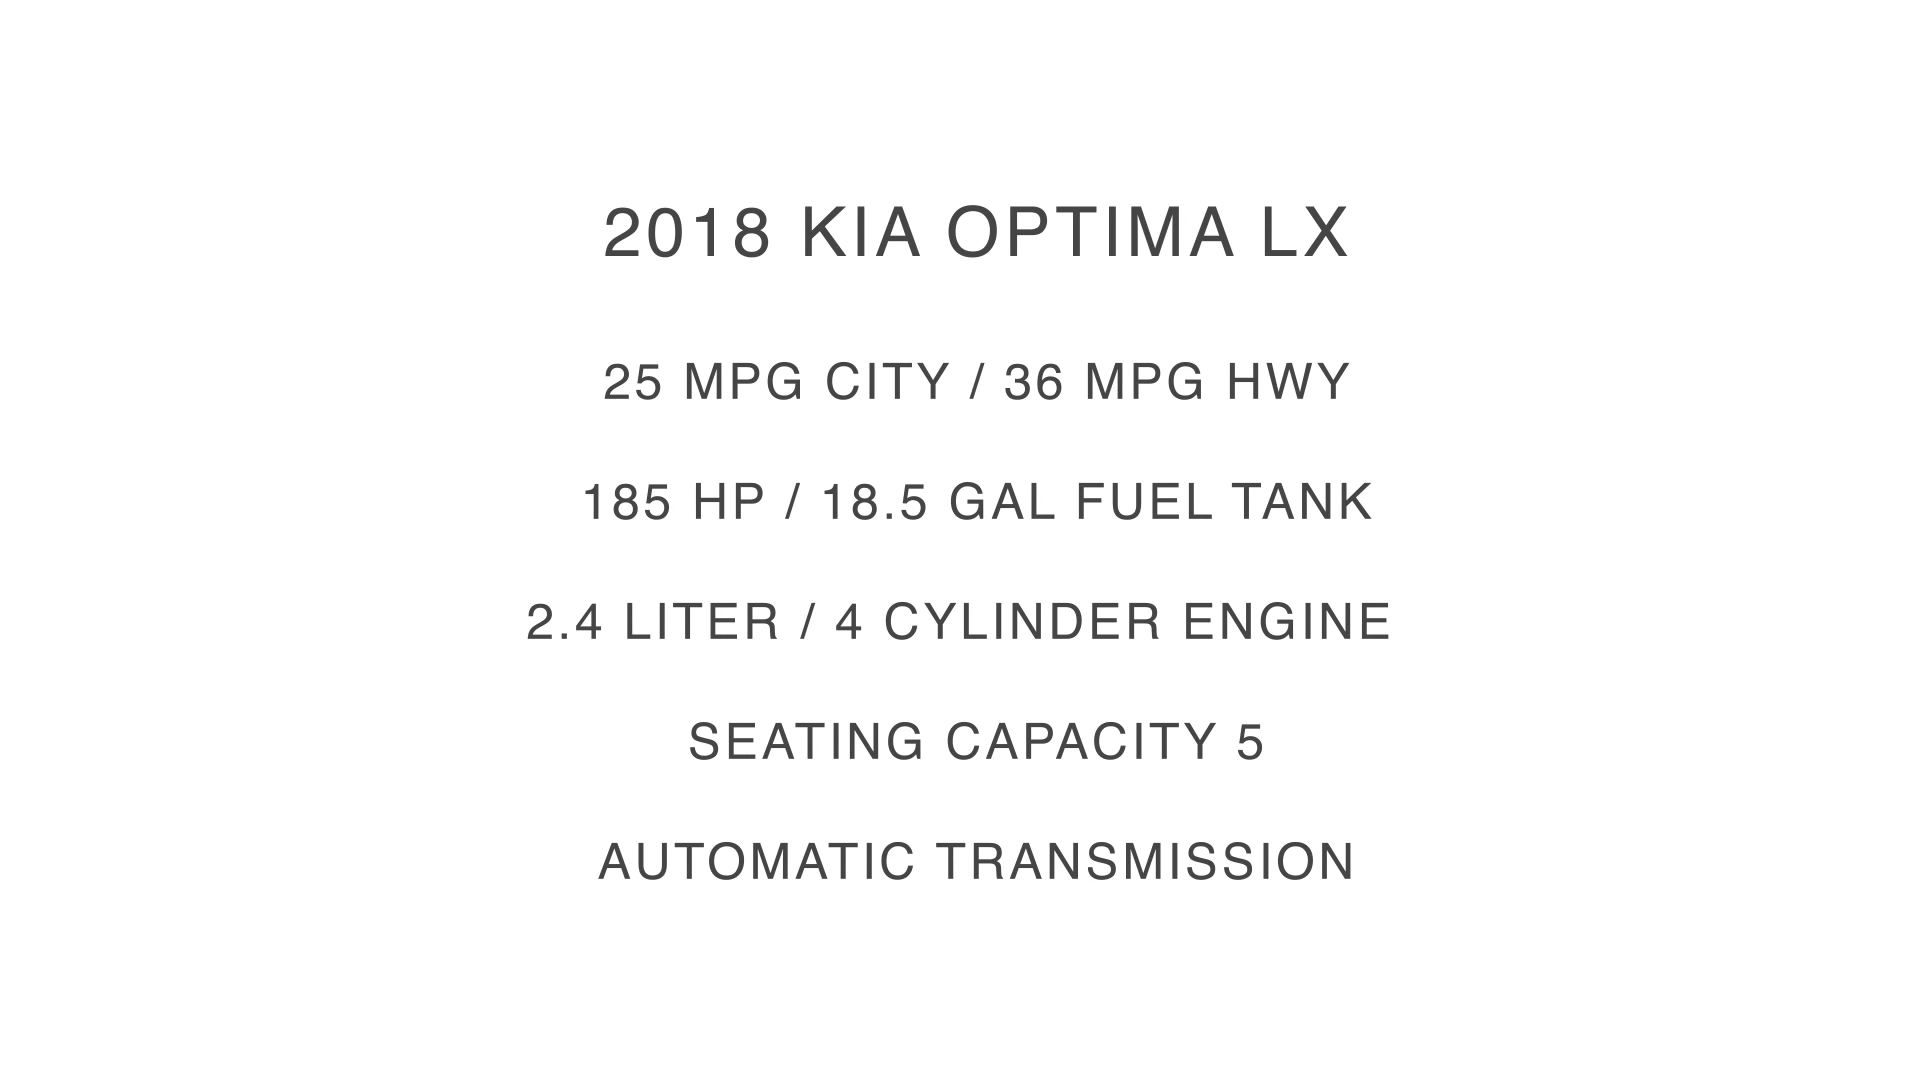 2018 KIA OPTIMA LX
25 MPG CITY / 36 MPG HWY
185 HP / 18.5 GAL FUEL TANK
2.4 LITER / 4 CYLINDER ENGINE
SEATING CAPACITY 5
AUTOMATIC TRANSMISSION